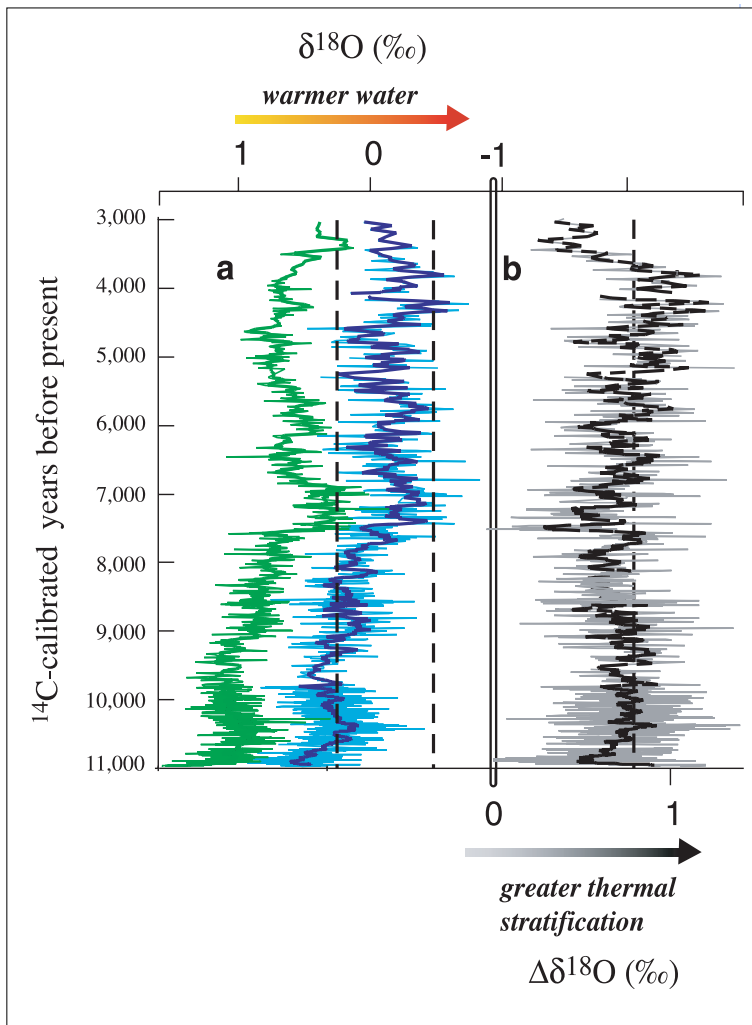 δ¹⁸O (‰)
warmer water
1 0 -1
3,000
4,000
5,000
6,000
7,000
8,000
9,000
10,000
11,000
¹⁴C-calibrated years before present
a
b
0 1
greater thermal
stratification
Δδ¹⁸O (‰)